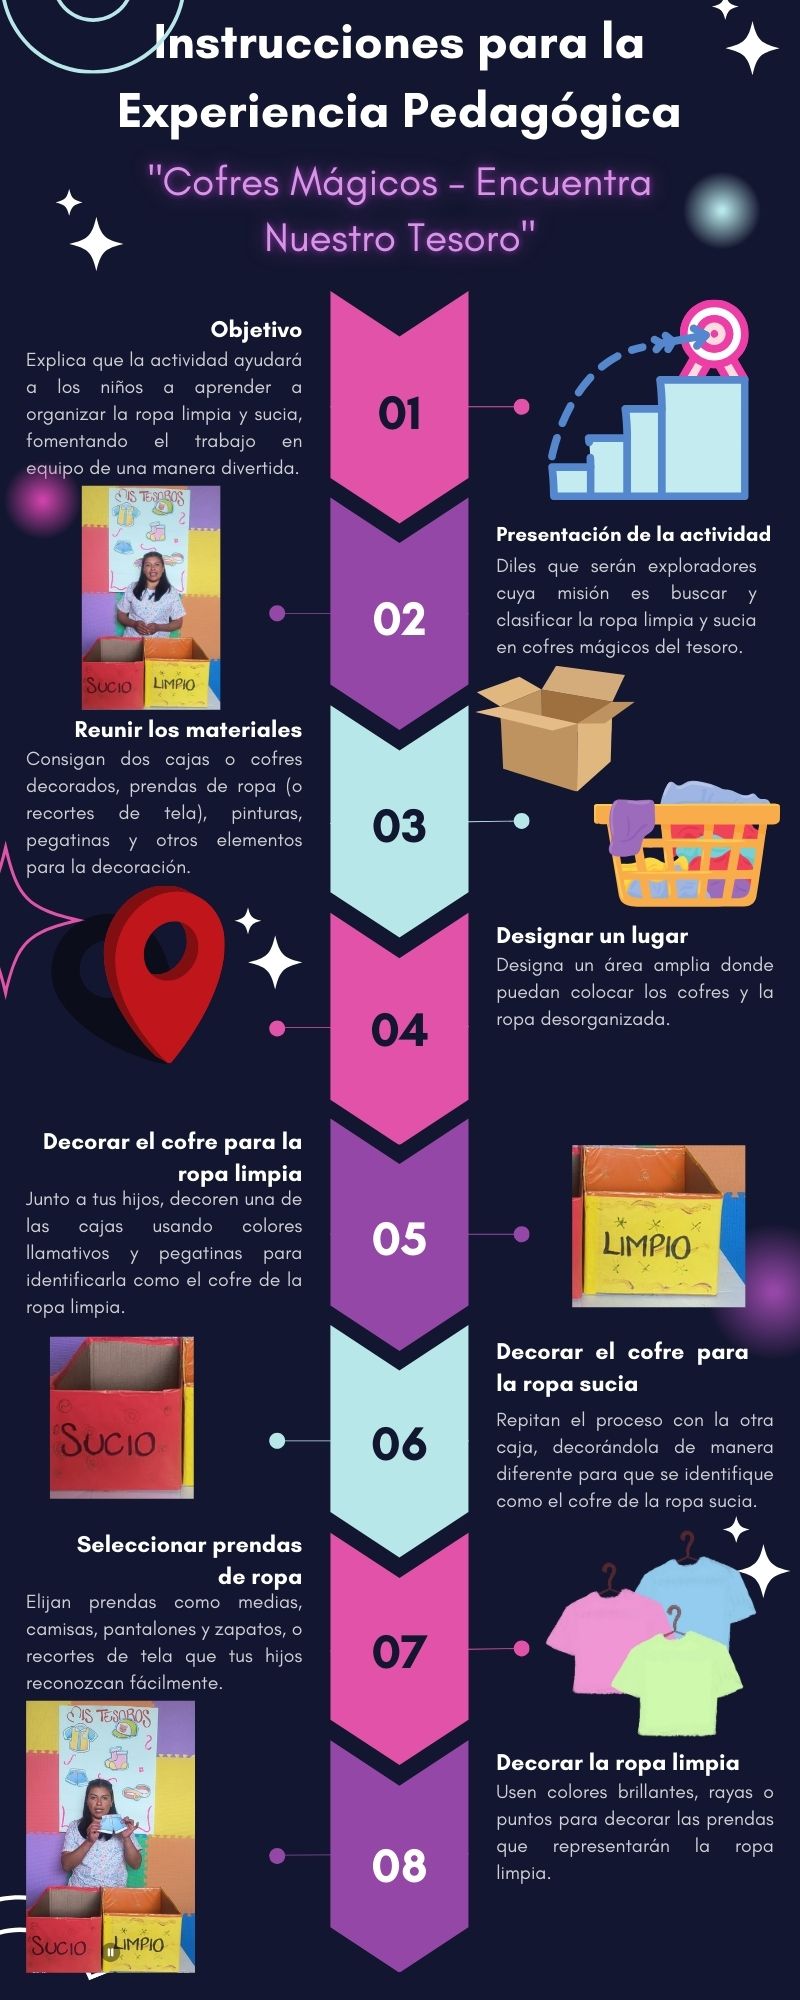 Instrucciones para la
Experiencia Pedagógica
"Cofres Mágicos - Encuentra
Nuestro Tesoro"
Objetivo
Explica que la actividad ayudará
a los niños a aprender a
organizar la ropa limpia y sucia,
fomentando el trabajo en
equipo de una manera divertida.
01
MIS TESOROS
SUCIO
LIMPIO
02
Presentación de la actividad
Diles que serán exploradores
cuya misión es buscar y
clasificar la ropa limpia y sucia
en cofres mágicos del tesoro.
Reunir los materiales
Consigan dos cajas o cofres
decorados, prendas de ropa (o
recortes de tela), pinturas,
pegatinas y otros elementos
para la decoración.
03
04
Designar un lugar
Designa un área amplia donde
puedan colocar los cofres y la
ropa desorganizada.
Decorar el cofre para la
ropa limpia
Junto a tus hijos, decoren una de
las cajas usando colores
llamativos y pegatinas para
identificarla como el cofre de la
ropa limpia.
05
LIMPIO
SUCIO
06
Decorar el cofre para
la ropa sucia
Repitan el proceso con la otra
caja, decorándola de manera
diferente para que se identifique
como el cofre de la ropa sucia.
Seleccionar prendas
de ropa
Elijan prendas como medias,
camisas, pantalones y zapatos, o
recortes de tela que tus hijos
reconozcan fácilmente.
07
MIS TESOROS
SUCIO
LIMPIO
08
Decorar la ropa limpia
Usen colores brillantes, rayas o
puntos para decorar las prendas
que representarán la ropa
limpia.